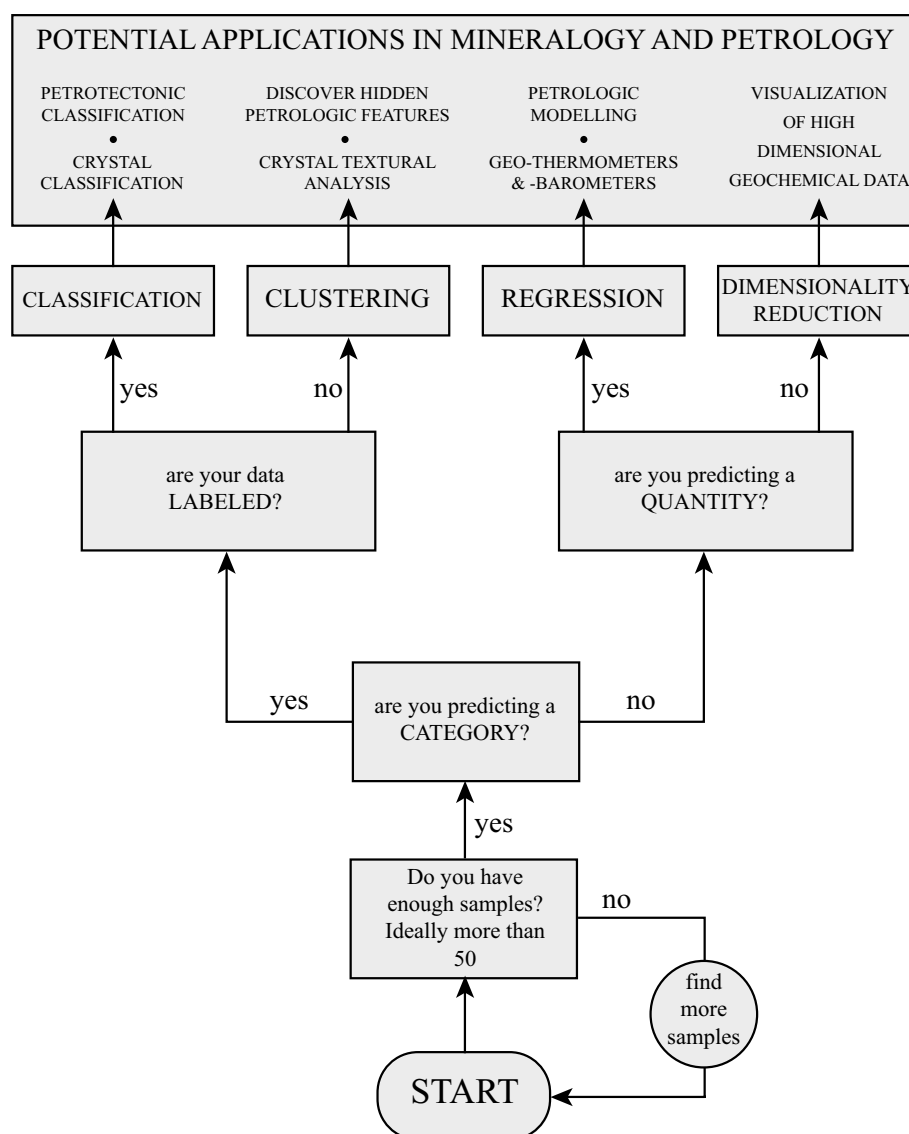 POTENTIAL APPLICATIONS IN MINERALOGY AND PETROLOGY
PETROTECTONIC
CLASSIFICATION
•
CRYSTAL
CLASSIFICATION
DISCOVER HIDDEN
PETROLOGIC FEATURES
•
CRYSTAL TEXTURAL
ANALYSIS
PETROLOGIC
MODELLING
•
GEO-THERMOMETERS
& -BAROMETERS
VISUALIZATION
OF HIGH
DIMENSIONAL
GEOCHEMICAL DATA
CLASSIFICATION
CLUSTERING
REGRESSION
DIMENSIONALITY
REDUCTION
yes
no
yes
no
are your data
LABELED?
are you predicting a
QUANTITY?
yes
are you predicting a
CATEGORY?
no
yes
Do you have
enough samples?
Ideally more than
50
no
find
more
samples
START